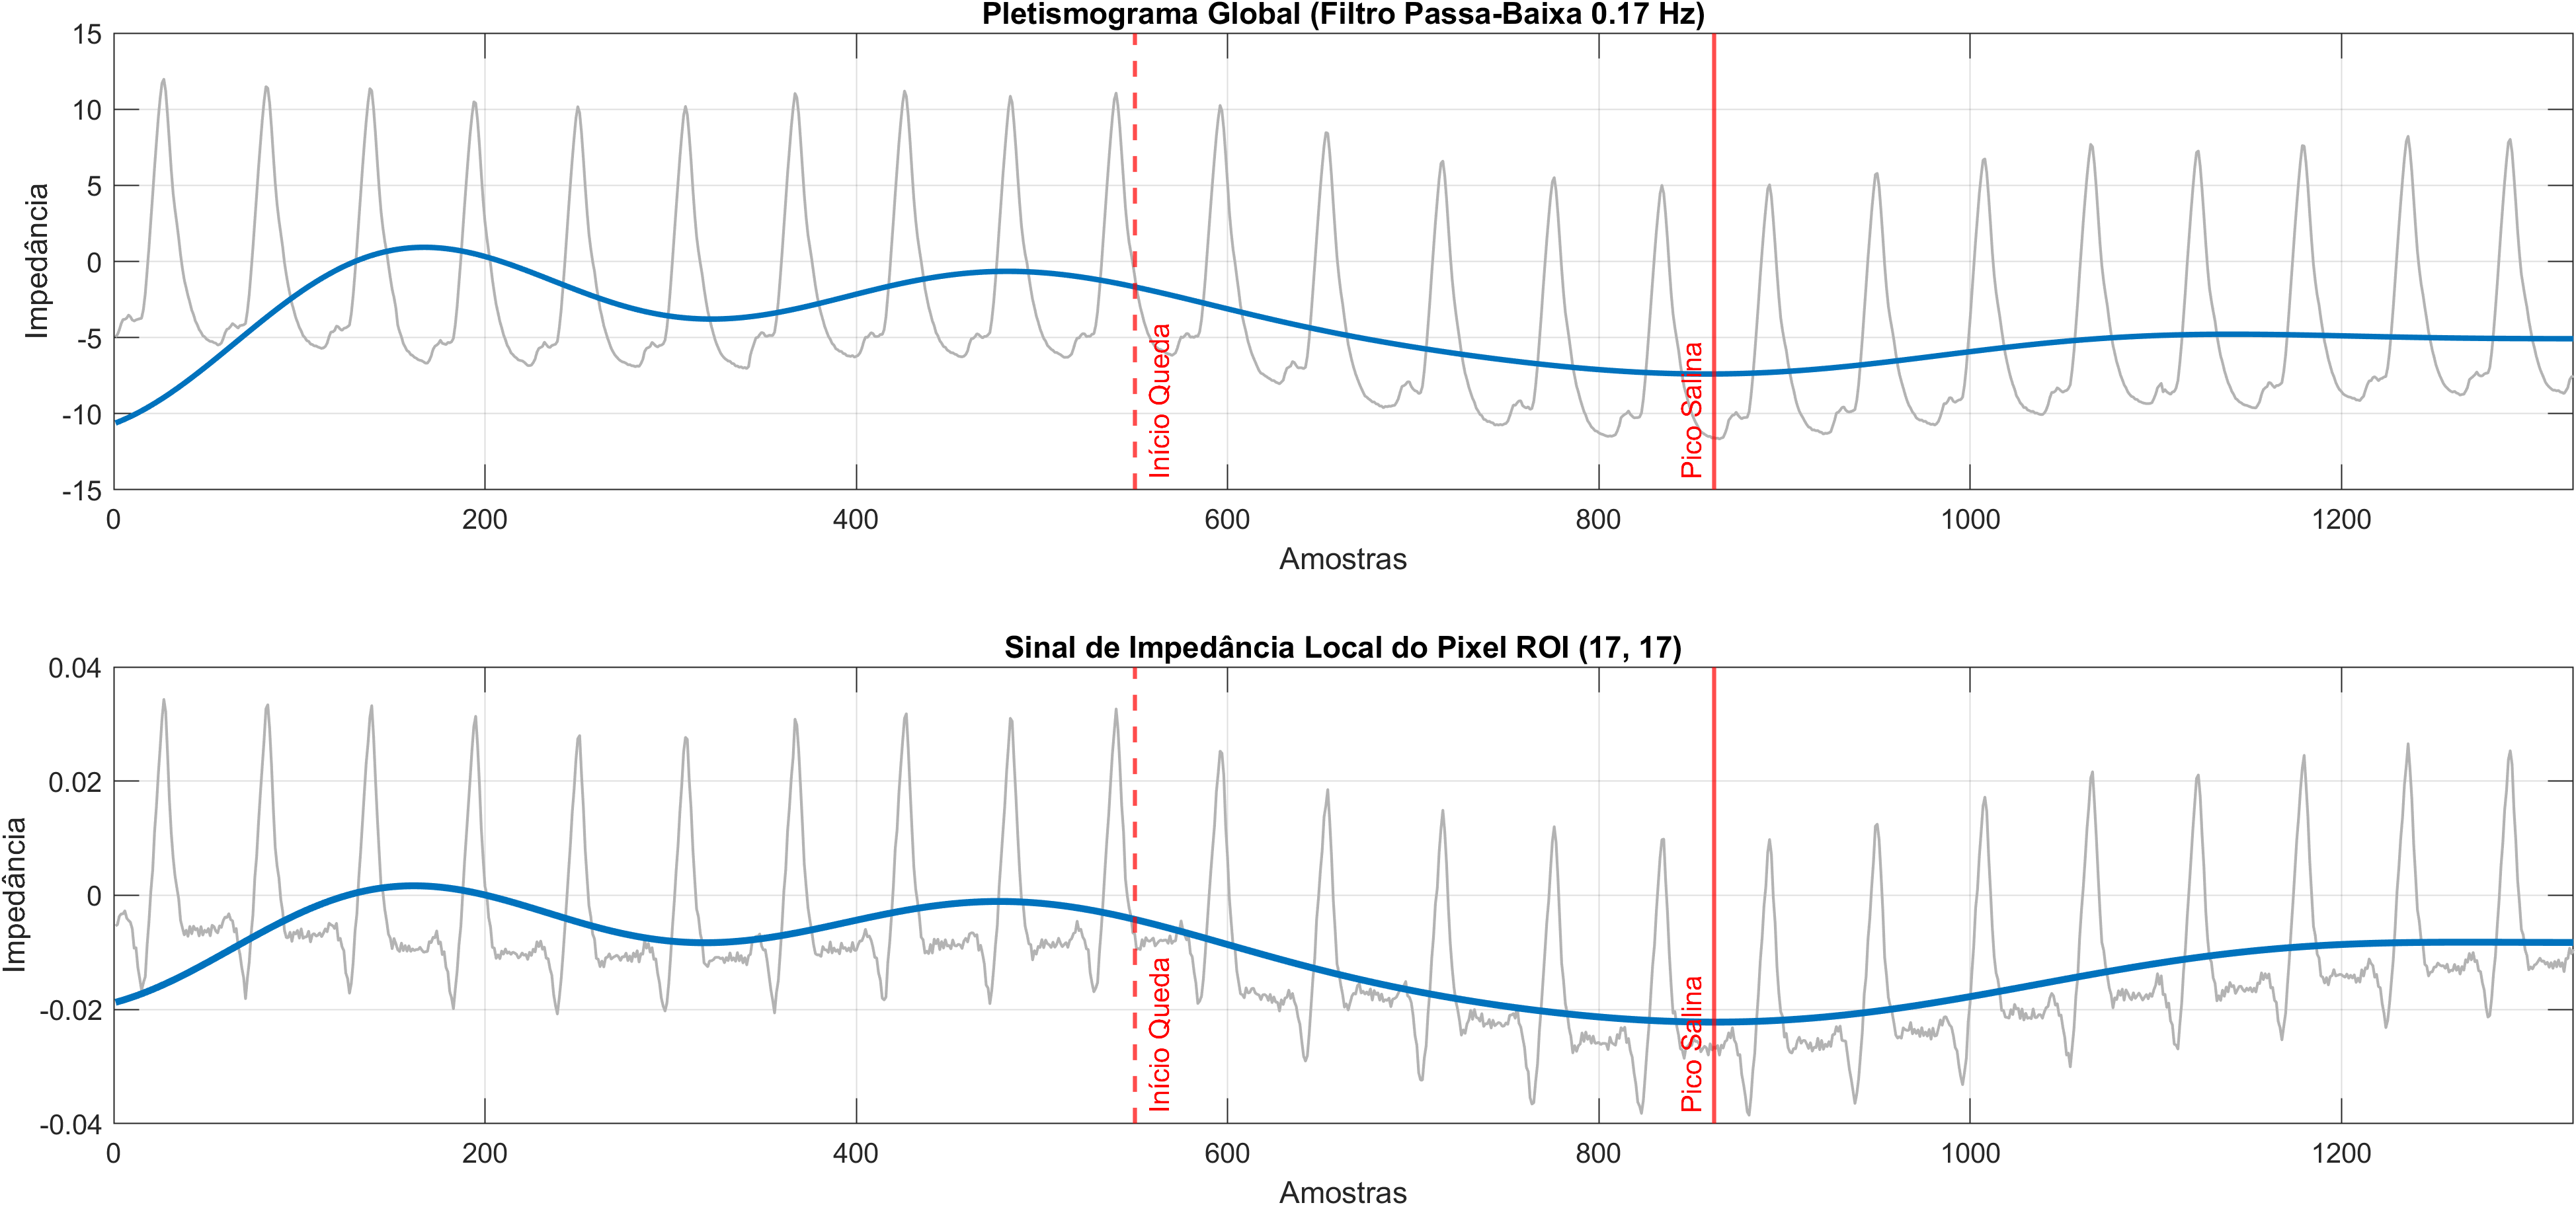 Pletismograma Global (Filtro Passa-Baixa 0.17 Hz)
15
10
5
0
-5
-10
-15
Impedância
Início Queda
Pico Salina
0 200 400 600 800 1000 1200
Amostras
Sinal de Impedância Local do Pixel ROI (17, 17)
0.04
0.02
0
-0.02
-0.04
Impedância
Início Queda
Pico Salina
0 200 400 600 800 1000 1200
Amostras